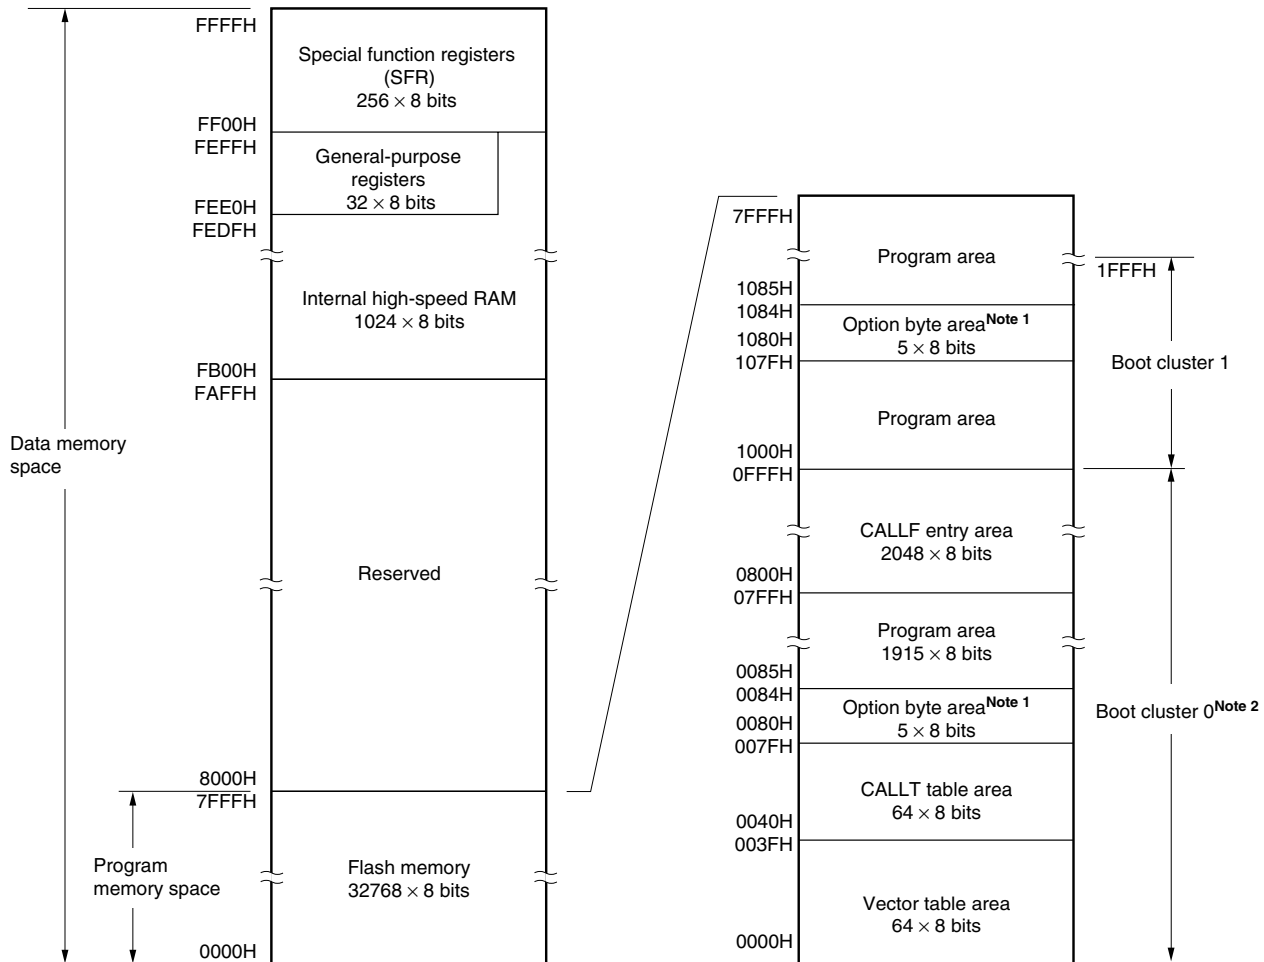 FFFFH
Special function registers
(SFR)
256 × 8 bits
FF00H
FEFFH
General-purpose
registers
32 × 8 bits
FEE0H
FEDFH
Internal high-speed RAM
1024 × 8 bits
FB00H
FAFFH
Data memory
space
Reserved
8000H
7FFFH
Program
memory space
Flash memory
32768 × 8 bits
0000H
7FFFH
Program area
1FFFH
1085H
1084H
Option byte areaNote 1
5 × 8 bits
1080H
107FH
Boot cluster 1
Program area
1000H
0FFFH
CALLF entry area
2048 × 8 bits
0800H
07FFH
Program area
1915 × 8 bits
0085H
0084H
Option byte areaNote 1
5 × 8 bits
Boot cluster 0Note 2
0080H
007FH
CALLT table area
64 × 8 bits
0040H
003FH
Vector table area
64 × 8 bits
0000H